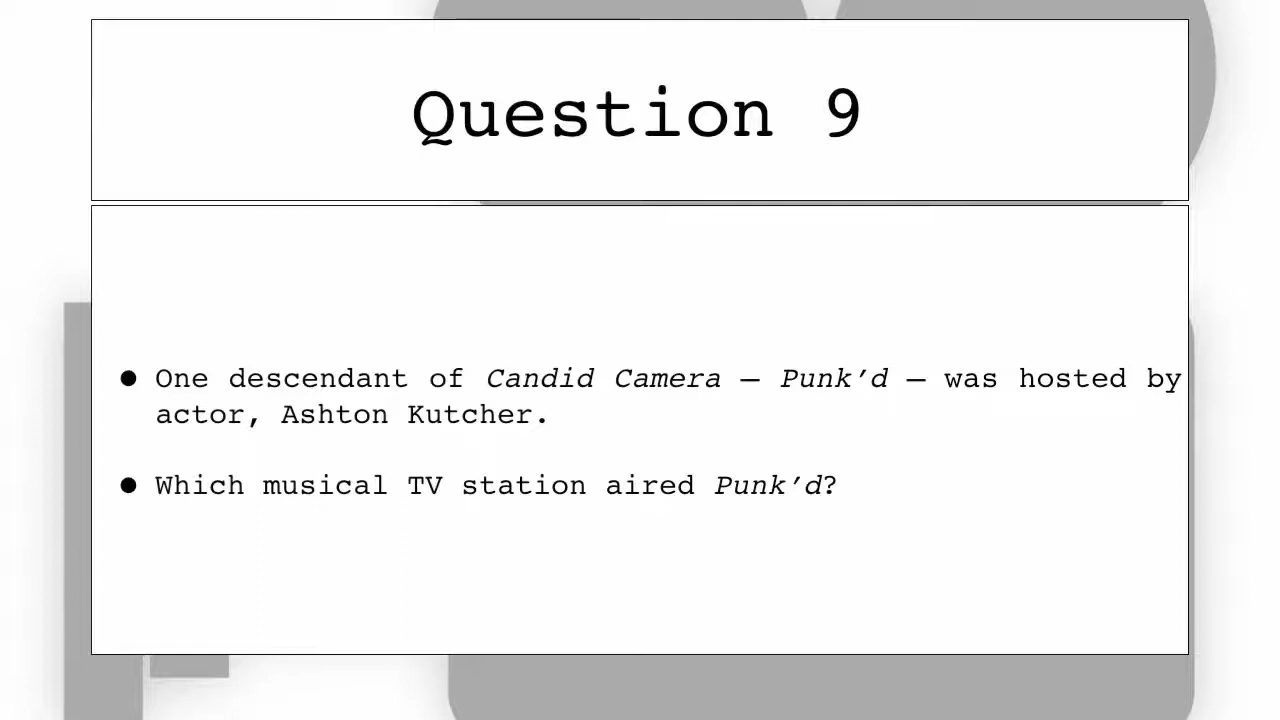 Question 9
● One descendant of Candid Camera – Punk’d – was hosted by
actor, Ashton Kutcher.
● Which musical TV station aired Punk’d?